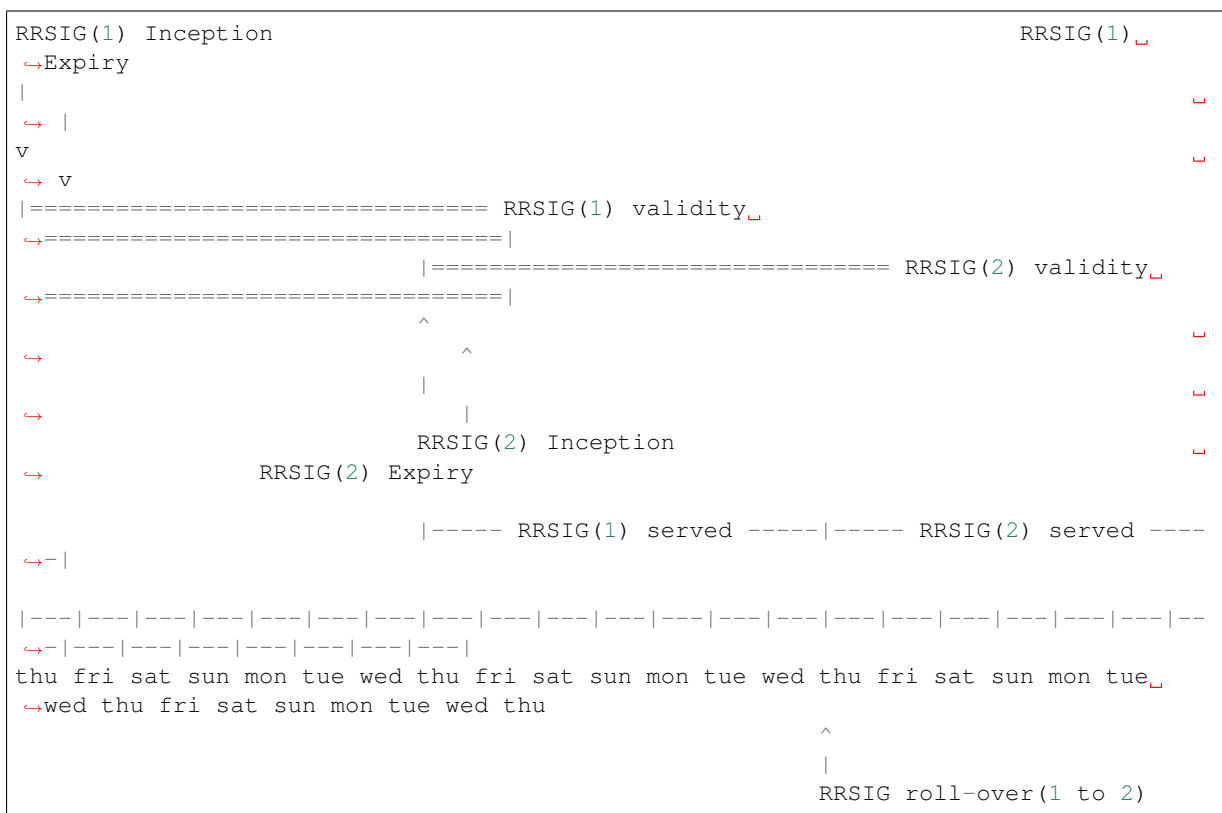 RRSIG(1) Inception                                                    RRSIG(1)␣
↪Expiry
|                                                                                  ␣
↪ |
v                                                                                  ␣
↪ v
|================================ RRSIG(1) validity␣
↪================================|
                            |================================ RRSIG(2) validity␣
↪================================|
                            ^                                                      ␣
↪                              ^
                            |                                                      ␣
↪                              |
                            RRSIG(2) Inception                                     ␣
↪                RRSIG(2) Expiry
                            |----- RRSIG(1) served -----|----- RRSIG(2) served ----
↪-|
|---|---|---|---|---|---|---|---|---|---|---|---|---|---|---|---|---|---|---|---|--
↪-|---|---|---|---|---|---|---|
thu fri sat sun mon tue wed thu fri sat sun mon tue wed thu fri sat sun mon tue␣
↪wed thu fri sat sun mon tue wed thu
                                                        ^
                                                        |
                                                        RRSIG roll-over(1 to 2)